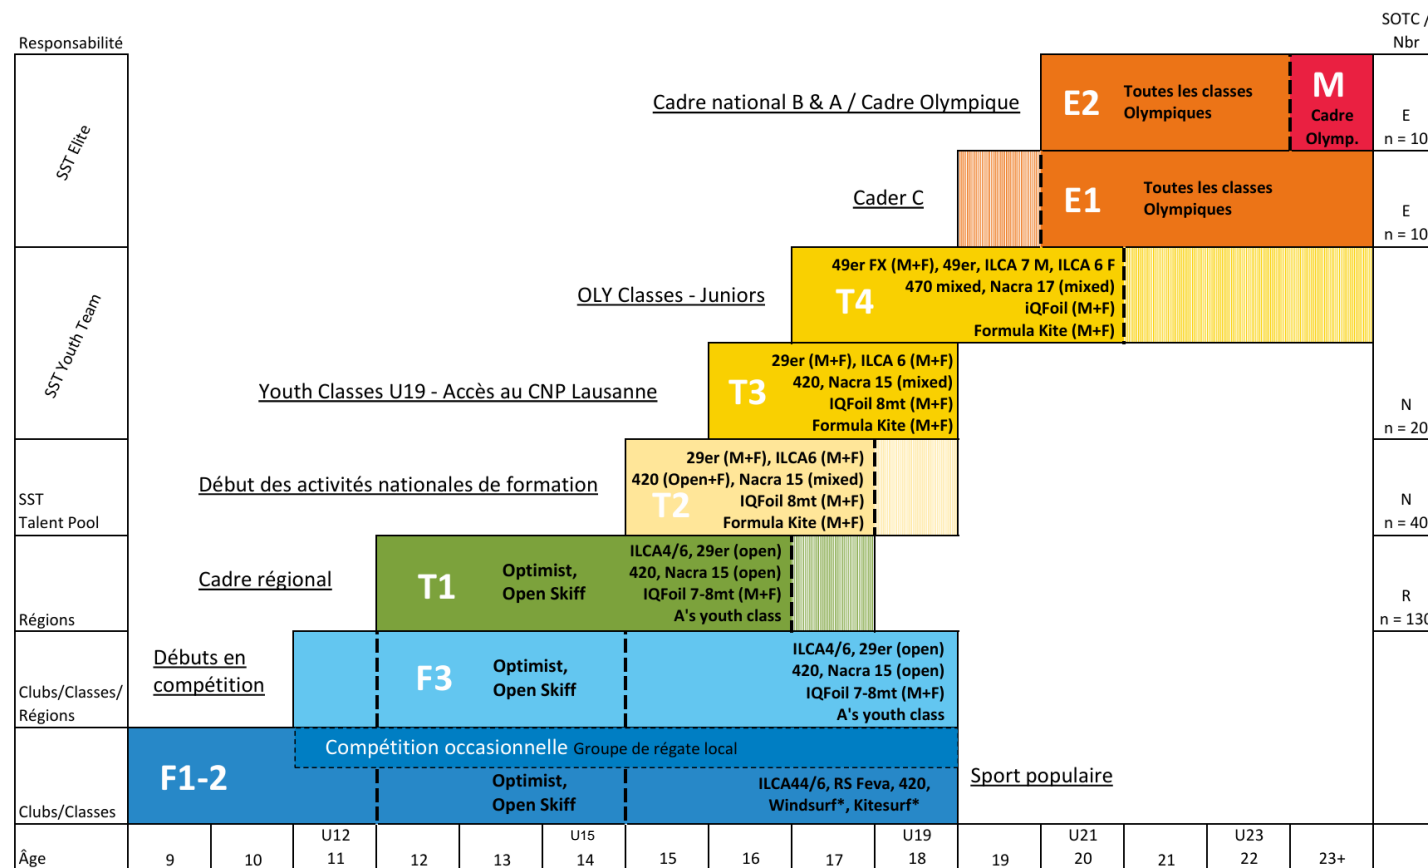 SOTC /
Responsabilité
Nbr
SST Elite
Cadre national B & A / Cadre Olympique
E2
Toutes les classes
Olympiques
M
Cadre
Olymp.
E
n = 10
Cader C
E1
Toutes les classes
Olympiques
E
n = 10
SST Youth Team
OLY Classes - Juniors
T4
49er FX (M+F), 49er, ILCA 7 M, ILCA 6 F
470 mixed, Nacra 17 (mixed)
iQFoil (M+F)
Formula Kite (M+F)
Youth Classes U19 - Accès au CNP Lausanne
T3
29er (M+F), ILCA 6 (M+F)
420, Nacra 15 (mixed)
IQFoil 8mt (M+F)
Formula Kite (M+F)
N
n = 20
SST
Talent Pool
Début des activités nationales de formation
T2
29er (M+F), ILCA6 (M+F)
420 (Open+F), Nacra 15 (mixed)
IQFoil 8mt (M+F)
Formula Kite (M+F)
N
n = 40
Régions
Cadre régional
T1
Optimist,
Open Skiff
ILCA4/6, 29er (open)
420, Nacra 15 (open)
IQFoil 7-8mt (M+F)
A's youth class
R
n = 130
Clubs/Classes/
Régions
Débuts en
compétition
F3
Optimist,
Open Skiff
ILCA4/6, 29er (open)
420, Nacra 15 (open)
IQFoil 7-8mt (M+F)
A's youth class
Clubs/Classes
F1-2
Compétition occasionnelle Groupe de régate local
Optimist,
Open Skiff
ILCA44/6, RS Feva, 420,
Windsurf*, Kitesurf*
Sport populaire
U12 U15 U19 U21 U23
Âge 9 10 11 12 13 14 15 16 17 18 19 20 21 22 23+